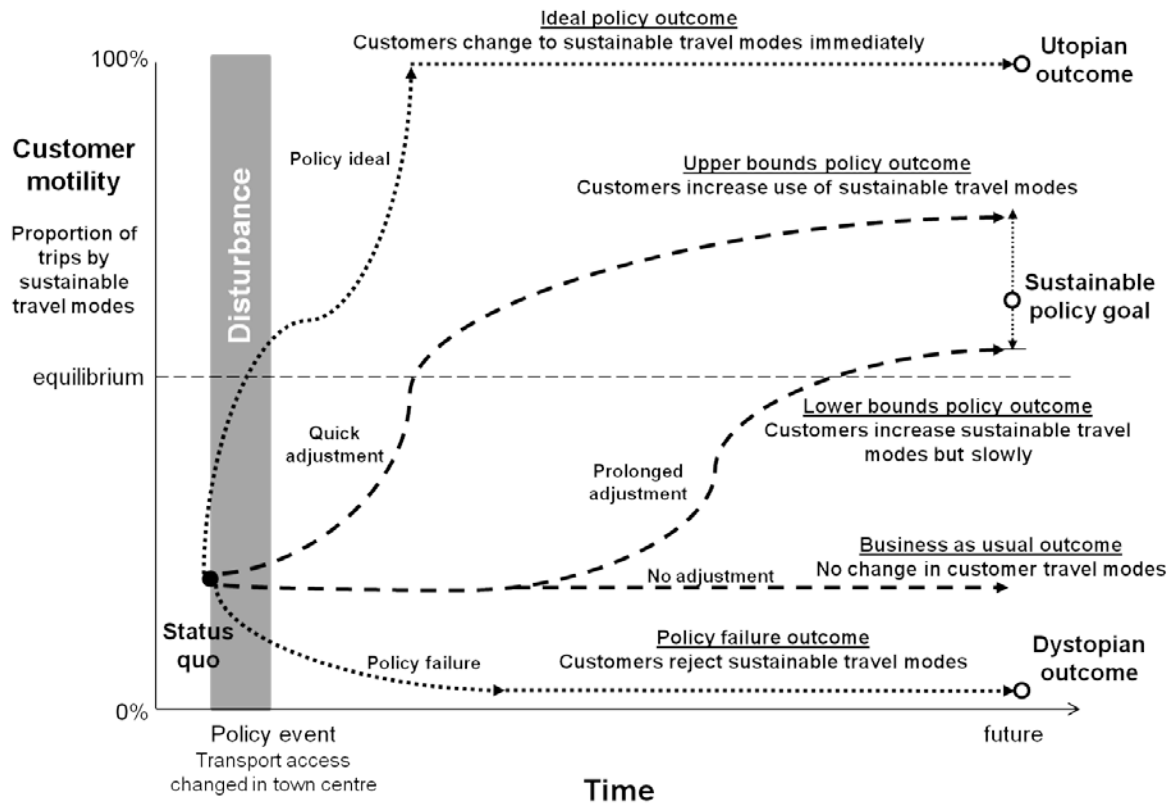 Ideal policy outcome
Customers change to sustainable travel modes immediately
100%
Utopian
outcome
Customer
motility
Proportion of
trips by
sustainable
travel modes
Disturbance
Policy ideal
Upper bounds policy outcome
Customers increase use of sustainable travel modes
Sustainable
policy goal
equilibrium
Quick
adjustment
Lower bounds policy outcome
Customers increase sustainable travel
modes but slowly
Prolonged
adjustment
Business as usual outcome
No change in customer travel modes
No adjustment
Status
quo
Policy failure
Policy failure outcome
Customers reject sustainable travel modes
Dystopian
outcome
0%
Policy event
Transport access
changed in town centre
future
Time